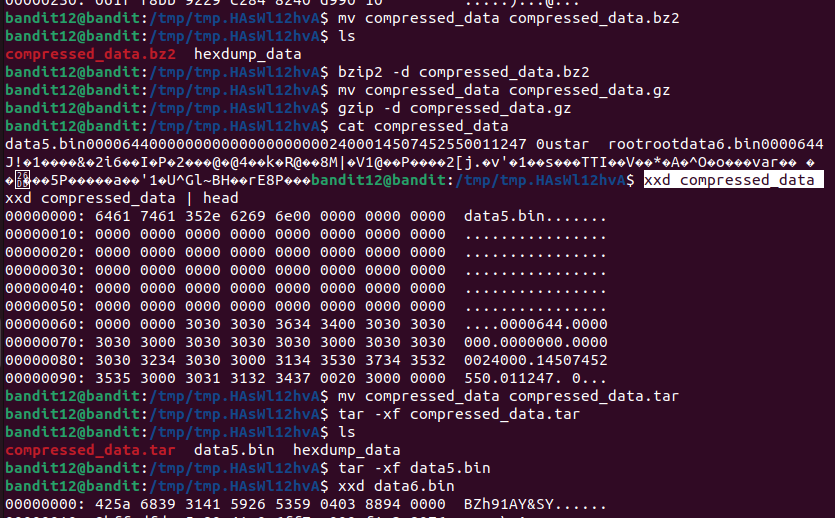 bandit12@bandit:/tmp/tmp.HAsWl12hvA$ mv compressed_data compressed_data.bz2
bandit12@bandit:/tmp/tmp.HAsWl12hvA$ ls
compressed_data.bz2  hexdump_data
bandit12@bandit:/tmp/tmp.HAsWl12hvA$ bzip2 -d compressed_data.bz2
bandit12@bandit:/tmp/tmp.HAsWl12hvA$ mv compressed_data compressed_data.gz
bandit12@bandit:/tmp/tmp.HAsWl12hvA$ gzip -d compressed_data.gz
bandit12@bandit:/tmp/tmp.HAsWl12hvA$ cat compressed_data
data5.bin0000644000000000000000000002400014507452550011247 0ustar  rootrootdata6.bin0000644
J!�1����&�2i6��I�P�2���@�@4��k�R@��8M|�V1@��P����2[j.�v'�1��s���TTI��V��*�A�^O�o���var�� �
���5P�����a��'1�U^Gl~BH��rE8P���bandit12@bandit:/tmp/tmp.HAsWl12hvA$ xxd compressed_data
xxd compressed_data | head
00000000: 6461 7461 352e 6269 6e00 0000 0000 0000  data5.bin.......
00000010: 0000 0000 0000 0000 0000 0000 0000 0000  ................
00000020: 0000 0000 0000 0000 0000 0000 0000 0000  ................
00000030: 0000 0000 0000 0000 0000 0000 0000 0000  ................
00000040: 0000 0000 0000 0000 0000 0000 0000 0000  ................
00000050: 0000 0000 0000 0000 0000 0000 0000 0000  ................
00000060: 0000 0000 3030 3030 3634 3400 3030 3030  ....0000644.0000
00000070: 3030 3000 3030 3030 3030 3000 3030 3030  000.0000000.0000
00000080: 3030 3234 3030 3000 3134 3530 3734 3532  0024000.14507452
00000090: 3535 3000 3031 3132 3437 0020 3000 0000  550.011247. 0...
bandit12@bandit:/tmp/tmp.HAsWl12hvA$ mv compressed_data compressed_data.tar
bandit12@bandit:/tmp/tmp.HAsWl12hvA$ tar -xf compressed_data.tar
bandit12@bandit:/tmp/tmp.HAsWl12hvA$ ls
compressed_data.tar  data5.bin  hexdump_data
bandit12@bandit:/tmp/tmp.HAsWl12hvA$ tar -xf data5.bin
bandit12@bandit:/tmp/tmp.HAsWl12hvA$ xxd data6.bin
00000000: 425a 6839 3141 5926 5359 0403 8894 0000  BZh91AY&SY......